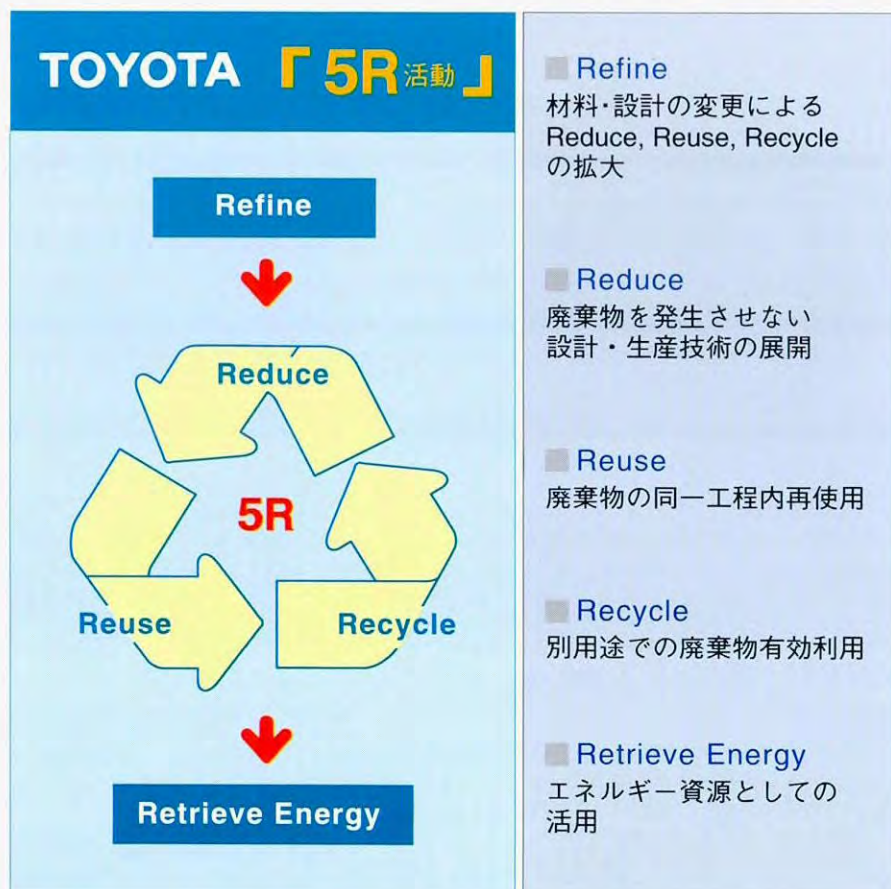 TOYOTA 「5R活動」
Refine
Reduce
5R
Reuse
Recycle
Retrieve Energy
Refine
材料・設計の変更による
Reduce, Reuse, Recycle
の拡大
Reduce
廃棄物を発生させない
設計・生産技術の展開
Reuse
廃棄物の同一工程内再使用
Recycle
別用途での廃棄物有効利用
Retrieve Energy
エネルギー資源としての
活用